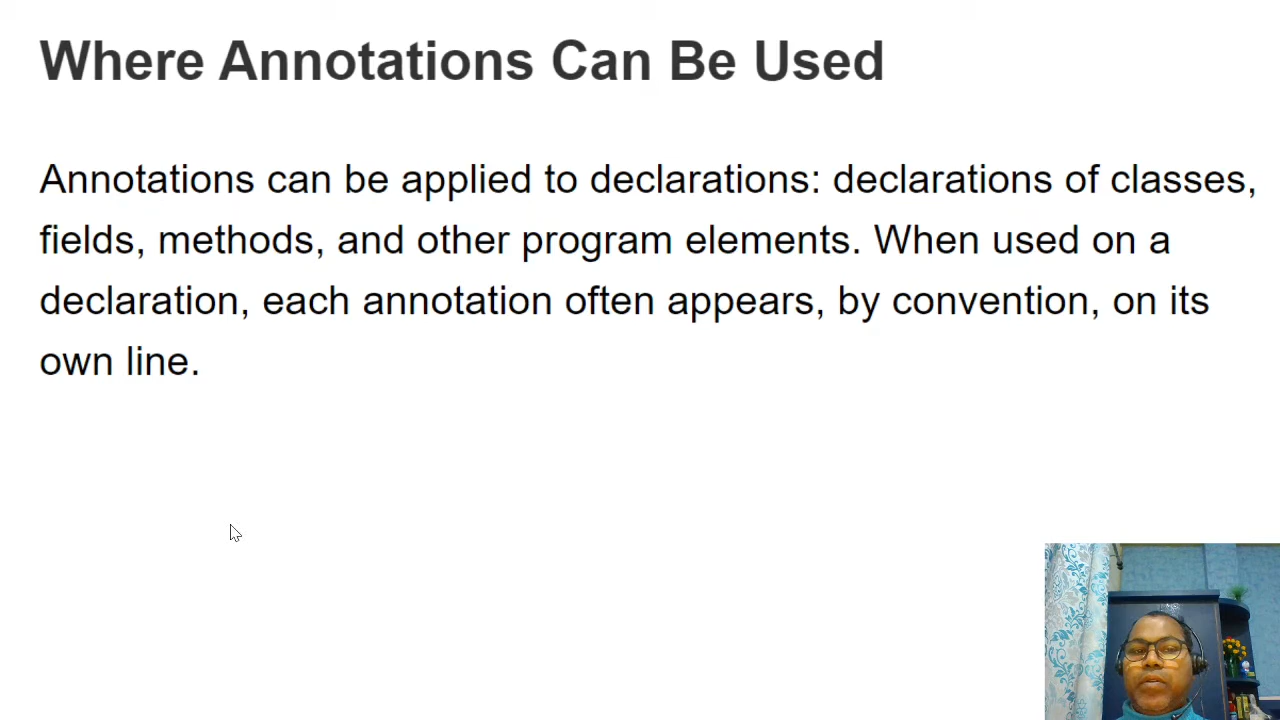 Where Annotations Can Be Used
Annotations can be applied to declarations: declarations of classes,
fields, methods, and other program elements. When used on a
declaration, each annotation often appears, by convention, on its
own line.